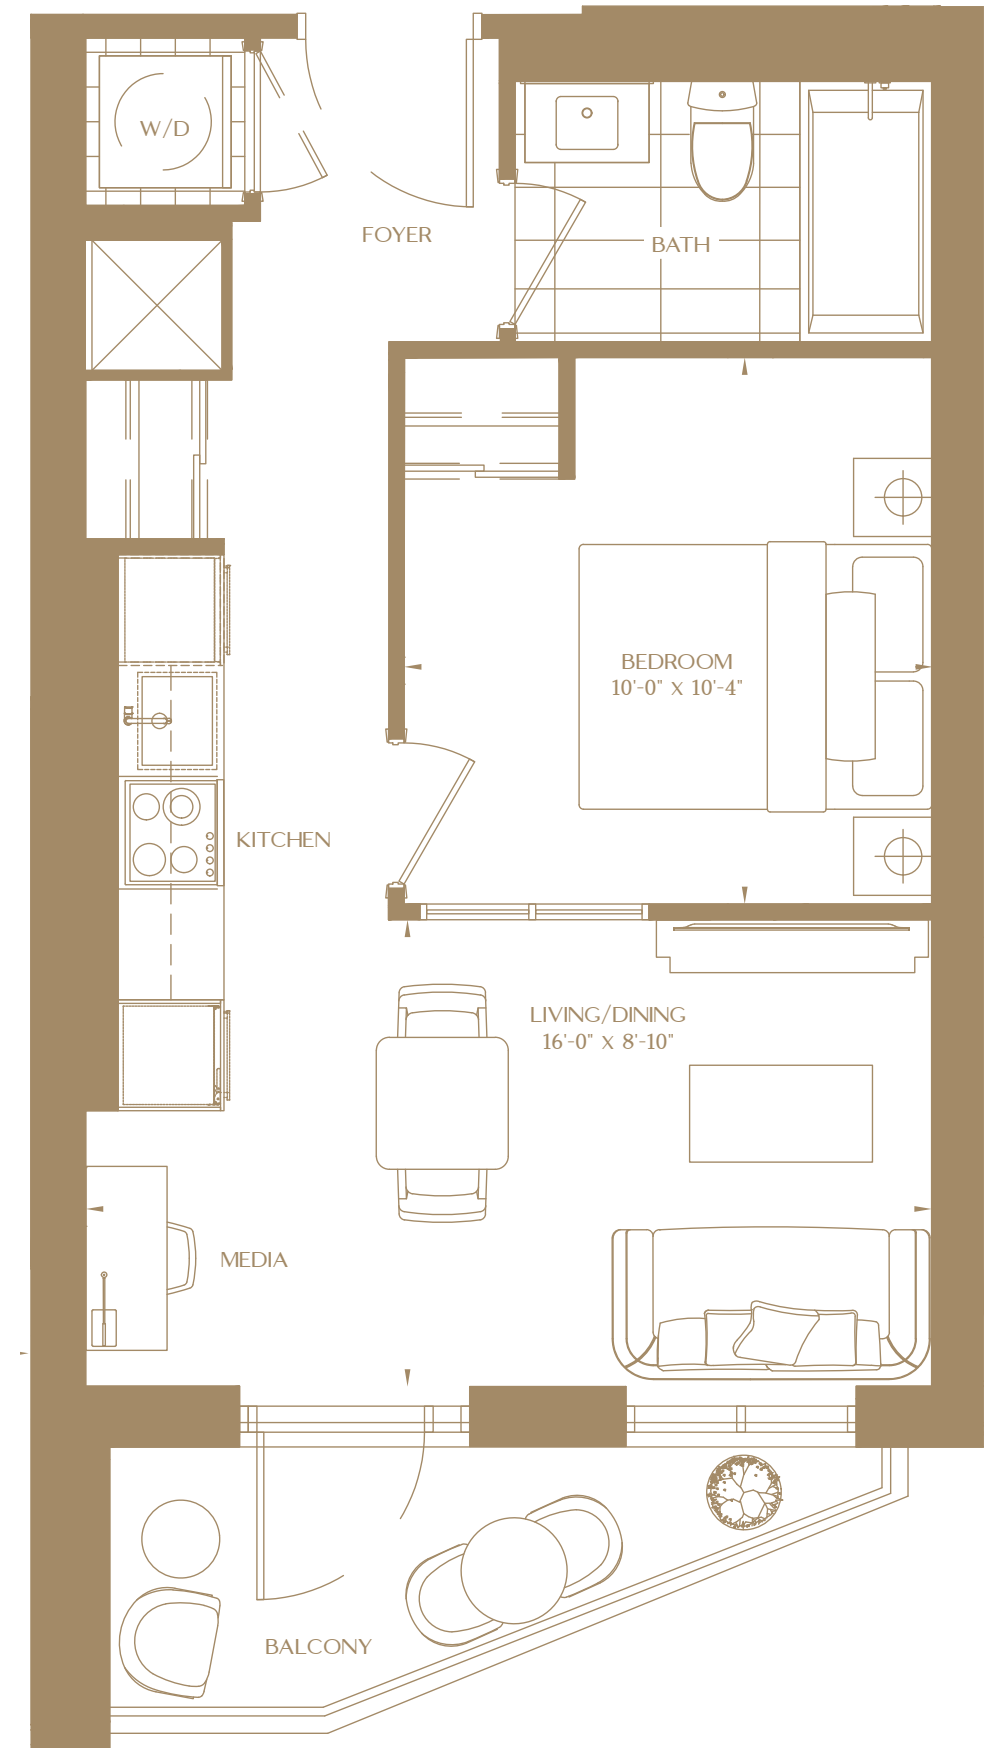 W/D
FOYER
BATH
BEDROOM
10'-0" X 10'-4"
KITCHEN
LIVING/DINING
16'-0" X 8'-10"
MEDIA
BALCONY